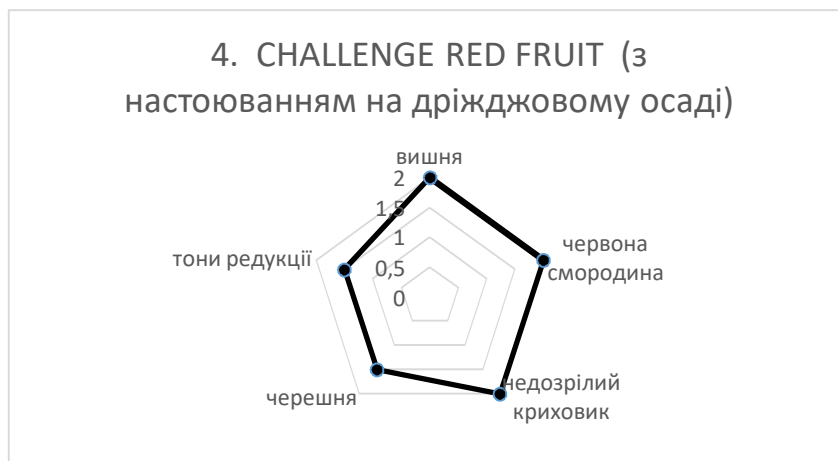 4. CHALLENGE RED FRUIT (з
настоюванням на дріжджовому осаді)
вишня
2
1,5
1
0,5
0
червона
смородина
недозрілий
криховик
черешня
тони редукції